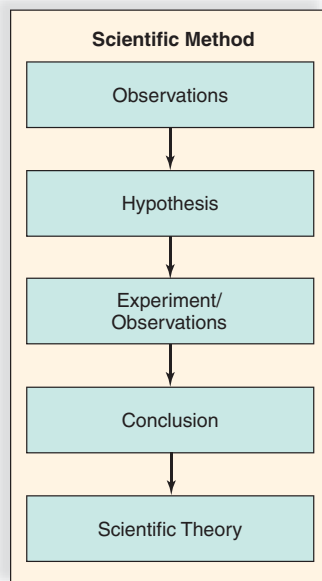 Scientific Method
Observations
Hypothesis
Experiment/
Observations
Conclusion
Scientific Theory